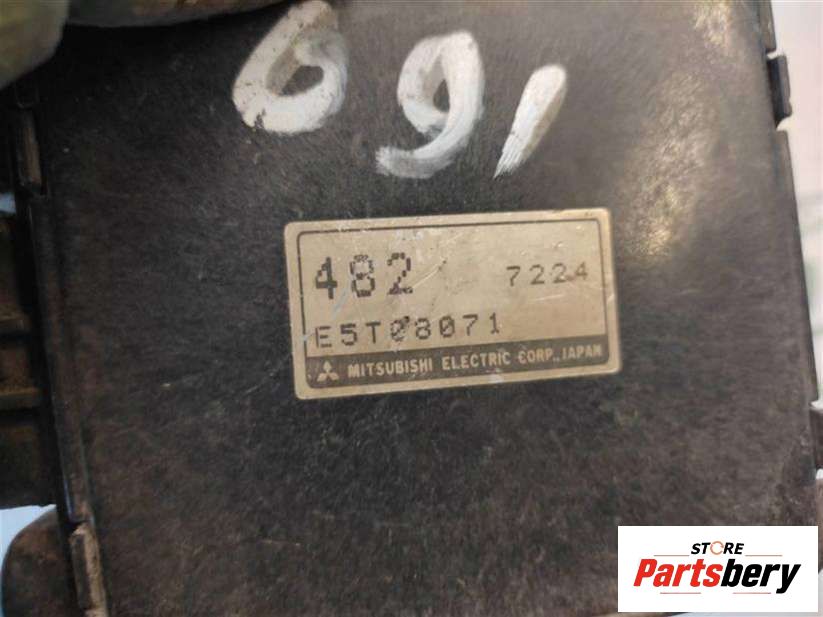 691
482 7224
E5T08071
MITSUBISHI ELECTRIC CORP., JAPAN
STORE
Partsbery